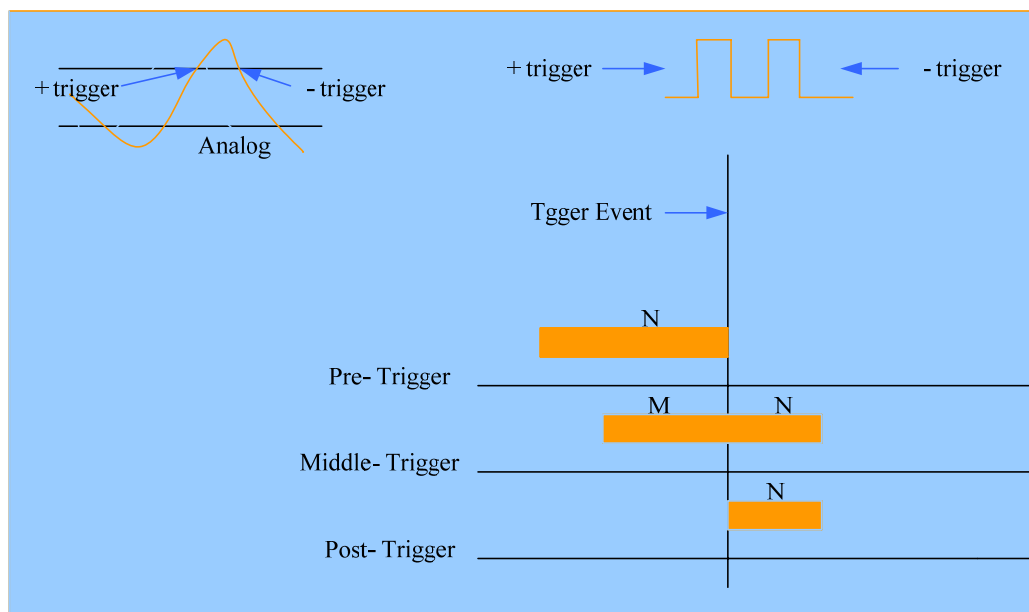 + trigger
- trigger
Analog
+ trigger
- trigger
Tgger Event
N
Pre- Trigger
M N
Middle- Trigger
N
Post- Trigger